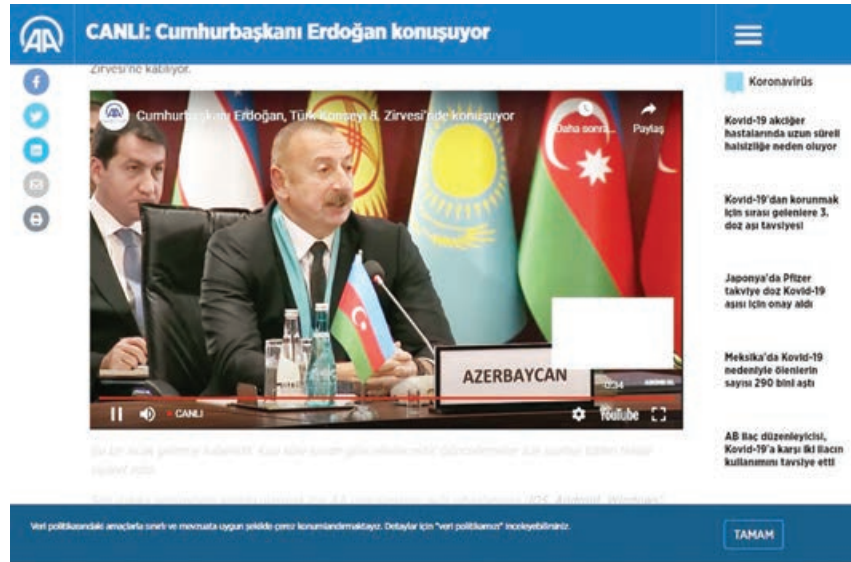 AA
CANLI: Cumhurbaşkanı Erdoğan konuşuyor
Zirvesi'ne katılıyor.
Cumhurbaşkanı Erdoğan, Türk Konseyi 8. Zirvesi'nde konuşuyor
Daha sonra...
Paylaş
AZERBAYCAN
0:34
CANLI
YouTube
Koronavirüs
Kovid-19 akciğer
hastalarında uzun süreli
halsizliğe neden oluyor
Kovid-19'dan korunmak
için sırası gelenlere 3.
doz aşı tavsiyesi
Japonya'da Pfizer
takviye doz Kovid-19
aşısı için onay aldı
Meksika'da Kovid-19
nedeniyle ölenlerin
sayısı 290 bini aştı
AB ilaç düzenleyicisi,
Kovid-19'a karşı iki ilacın
kullanımını tavsiye etti
Veri politikasındaki amaçlarla sınırlı ve mevzuata uygun şekilde çerez konumlandırmaktayız. Detaylar için "veri politikamızı" inceleyebilirsiniz.
TAMAM